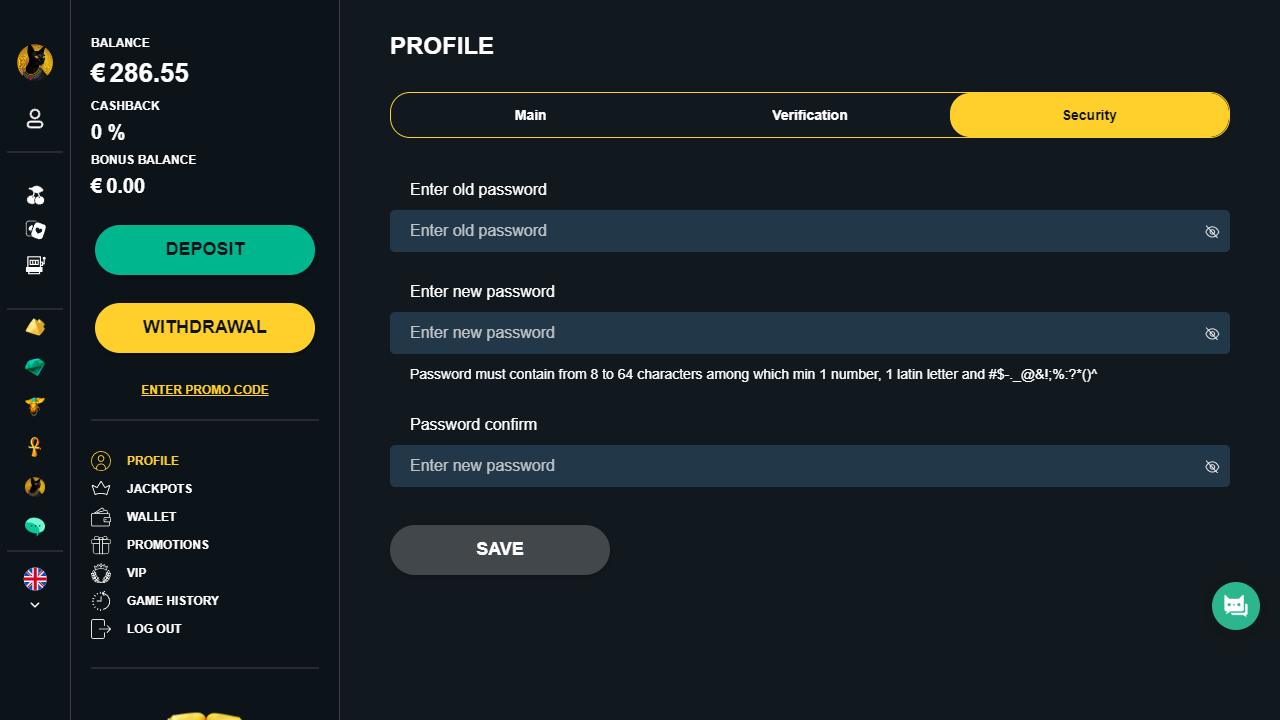 BALANCE
€ 286.55
CASHBACK
0 %
BONUS BALANCE
€ 0.00
DEPOSIT
WITHDRAWAL
ENTER PROMO CODE
PROFILE
JACKPOTS
WALLET
PROMOTIONS
VIP
GAME HISTORY
LOG OUT
PROFILE
Main
Verification
Security
Enter old password
Enter old password
Enter new password
Enter new password
Password must contain from 8 to 64 characters among which min 1 number, 1 latin letter and #$-._@&!;%:?*()^
Password confirm
Enter new password
SAVE